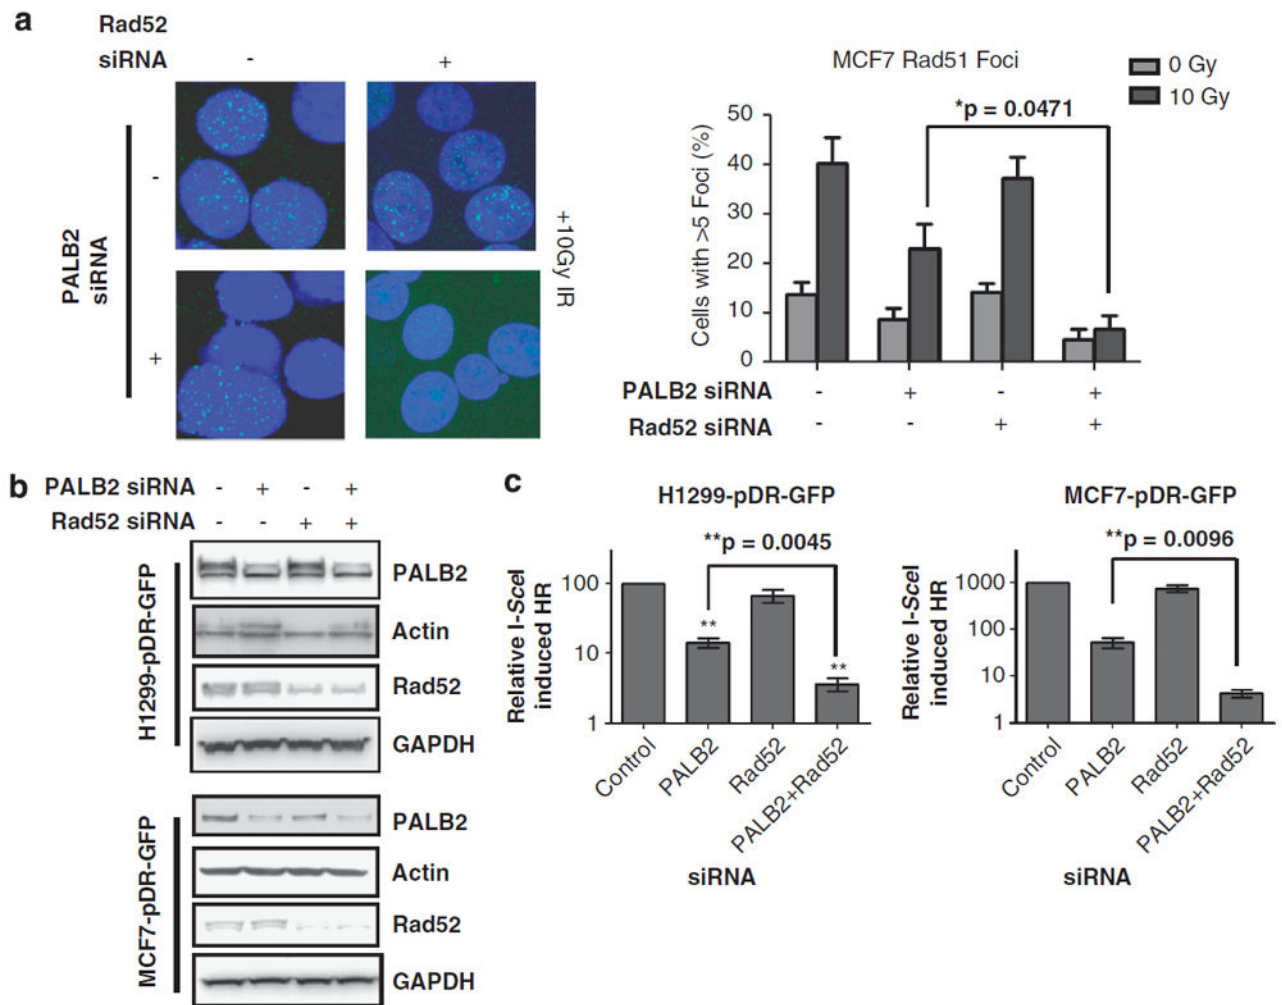 a
Rad52
siRNA - +
PALB2
siRNA
-
+
+10Gy IR
MCF7 Rad51 Foci
0 Gy
10 Gy
*p = 0.0471
Cells with >5 Foci (%)
50
40
30
20
10
0
PALB2 siRNA - + - +
Rad52 siRNA - - + +
b
PALB2 siRNA - + - +
Rad52 siRNA - - + +
H1299-pDR-GFP
PALB2
Actin
Rad52
GAPDH
MCF7-pDR-GFP
PALB2
Actin
Rad52
GAPDH
c
H1299-pDR-GFP
**p = 0.0045
Relative I-SceI
induced HR
100
10
1
**
**
Control
PALB2
Rad52
PALB2+Rad52
siRNA
MCF7-pDR-GFP
**p = 0.0096
Relative I-SceI
induced HR
1000
100
10
1
Control
PALB2
Rad52
PALB2+Rad52
siRNA